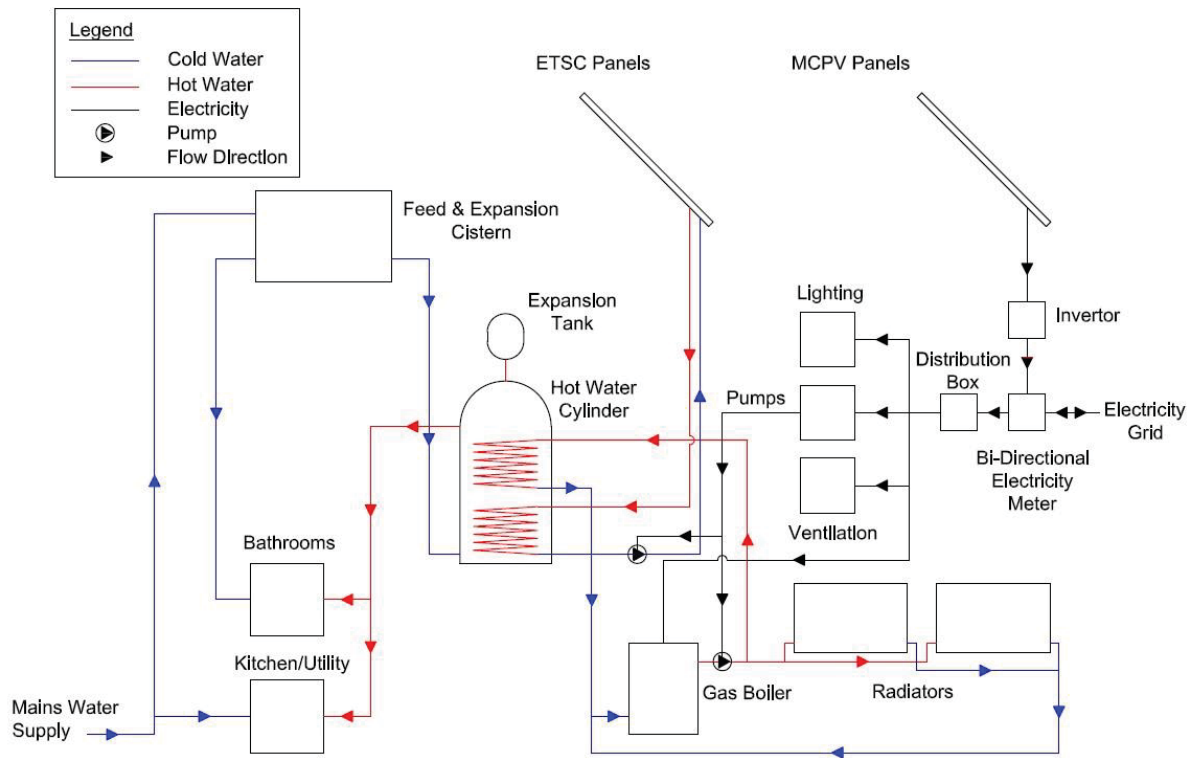 Legend
Cold Water
Hot Water
Electricity
Pump
Flow Direction
ETSC Panels
MCPV Panels
Feed & Expansion
Cistern
Expansion
Tank
Hot Water
Cylinder
Lighting
Invertor
Distribution
Box
Pumps
Electricity
Grid
Bi-Directional
Electricity
Meter
Ventilation
Bathrooms
Kitchen/Utility
Mains Water
Supply
Gas Boiler
Radiators